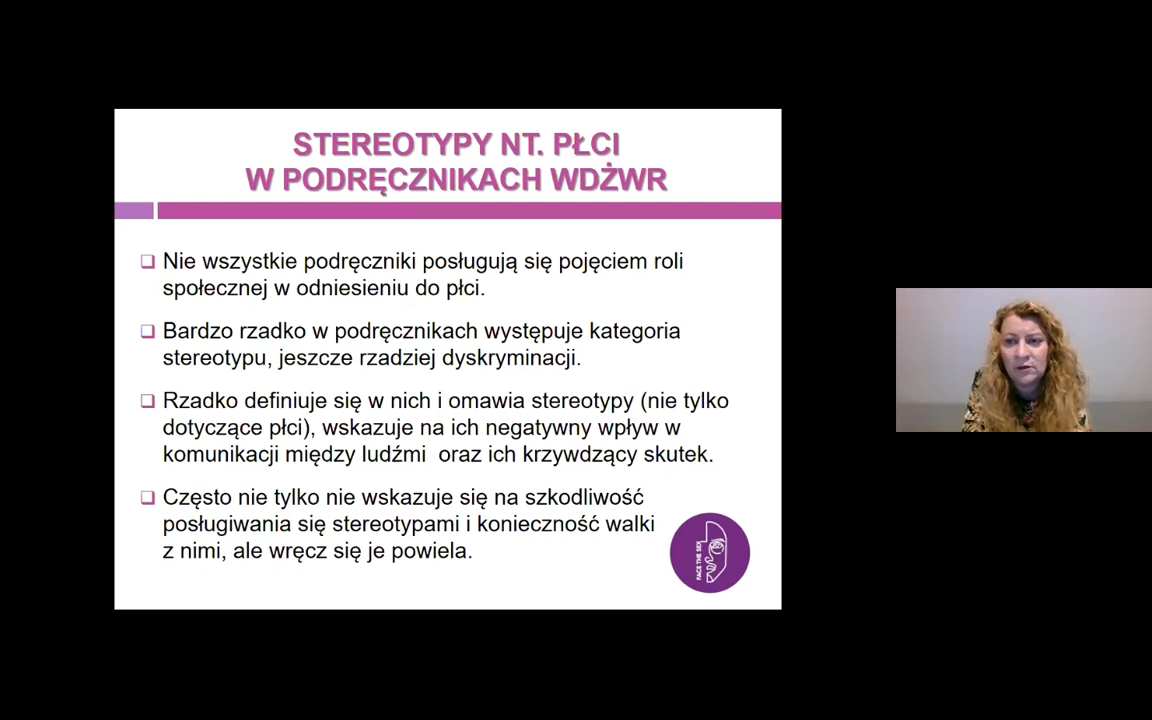 STEREOTYPY NT. PŁCI
W PODRĘCZNIKACH WDŻWR
Nie wszystkie podręczniki posługują się pojęciem roli
społecznej w odniesieniu do płci.
Bardzo rzadko w podręcznikach występuje kategoria
stereotypu, jeszcze rzadziej dyskryminacji.
Rzadko definiuje się w nich i omawia stereotypy (nie tylko
dotyczące płci), wskazuje na ich negatywny wpływ w
komunikacji między ludźmi oraz ich krzywdzący skutek.
Często nie tylko nie wskazuje się na szkodliwość
posługiwania się stereotypami i konieczność walki
z nimi, ale wręcz się je powiela.
FACE THE SEX